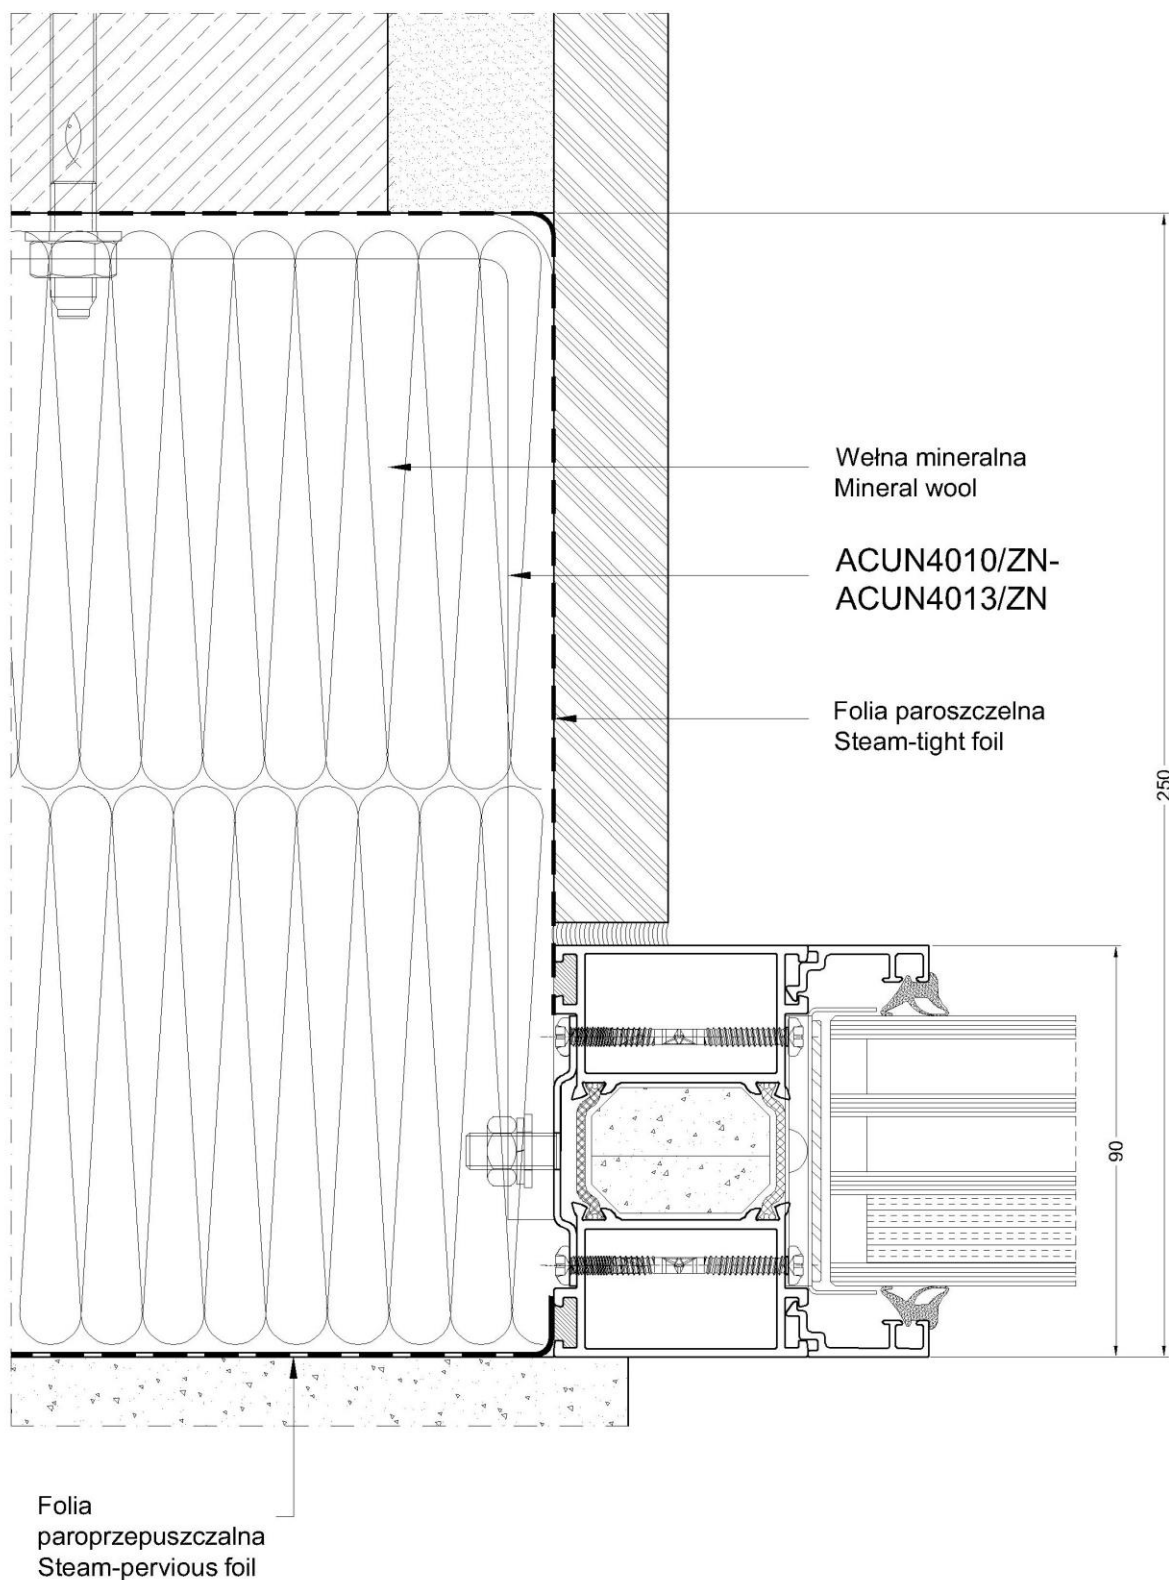 Wełna mineralna
Mineral wool
ACUN4010/ZN-
ACUN4013/ZN
Folia paroszczelna
Steam-tight foil
250
90
Folia
paroprzepuszczalna
Steam-pervious foil